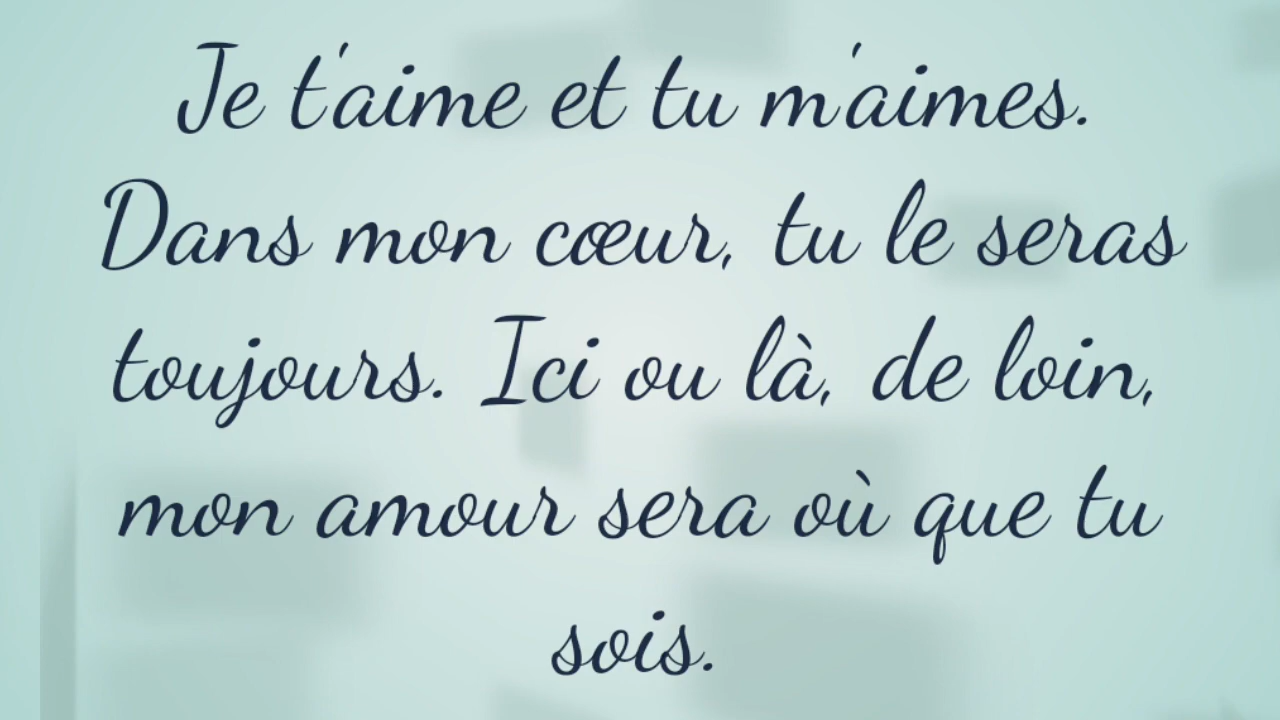 Je t'aime et tu m'aimes.
Dans mon cœur, tu le seras
toujours. Ici ou là, de loin,
mon amour sera où que tu
sois.